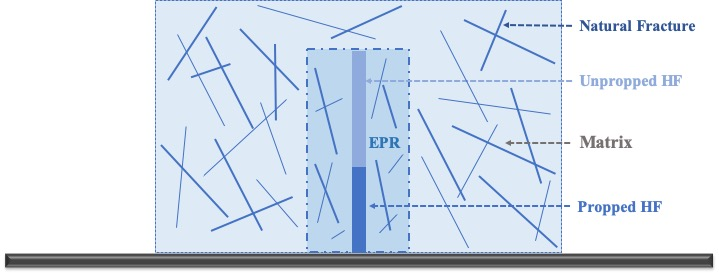 Natural Fracture
Unpropped HF
EPR
Matrix
Propped HF